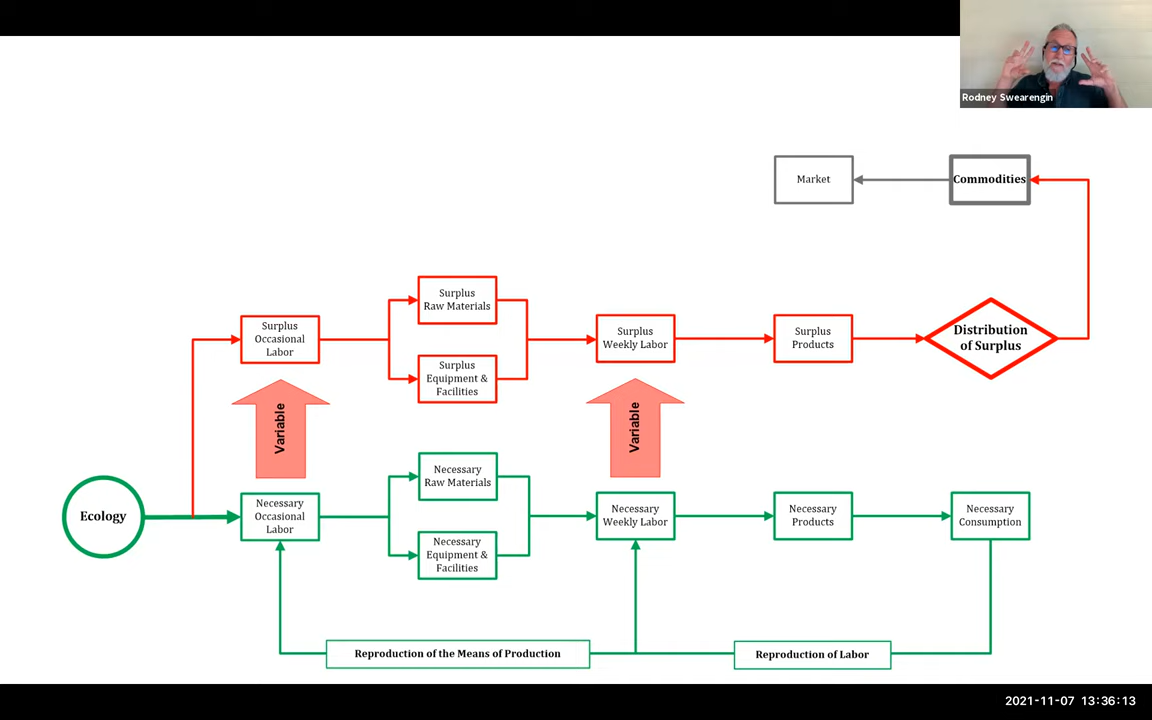 Rodney Swearengin
Market
Commodities
Surplus
Raw Materials
Surplus
Occasional
Labor
Surplus
Weekly Labor
Surplus
Products
Distribution
of Surplus
Surplus
Equipment &
Facilities
Variable
Variable
Necessary
Raw Materials
Ecology
Necessary
Occasional
Labor
Necessary
Weekly Labor
Necessary
Products
Necessary
Consumption
Necessary
Equipment &
Facilities
Reproduction of the Means of Production
Reproduction of Labor
2021-11-07 13:36:13